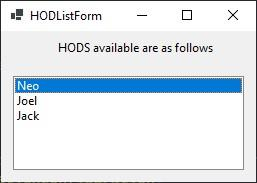 HODListForm
HODS available are as follows
Neo
Joel
Jack